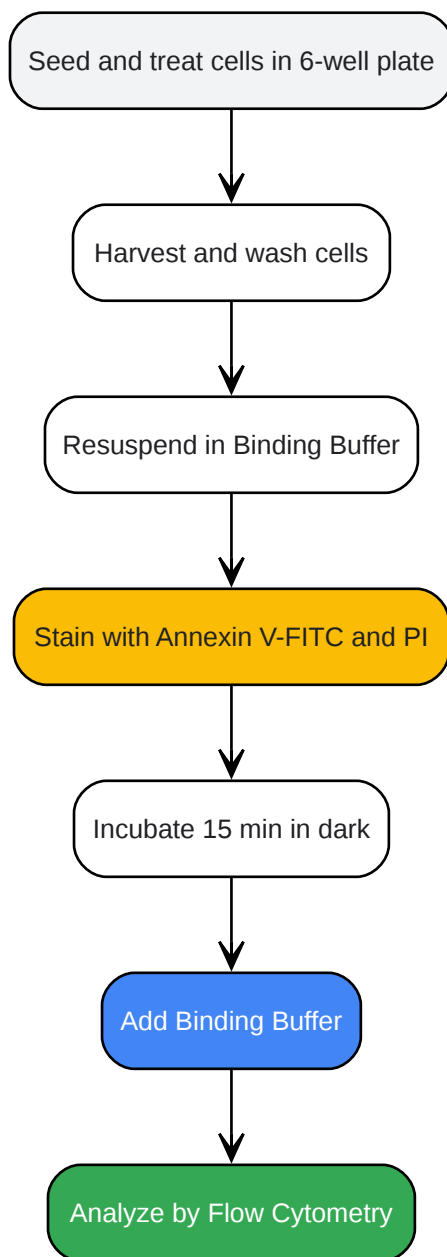 Seed and treat cells in 6-well plate
Harvest and wash cells
Resuspend in Binding Buffer
Stain with Annexin V-FITC and PI
Incubate 15 min in dark
Add Binding Buffer
Analyze by Flow Cytometry